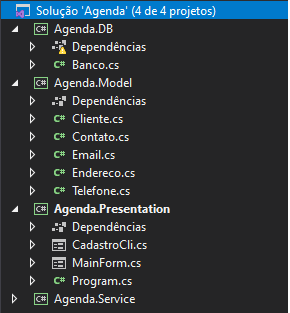 Solução 'Agenda' (4 de 4 projetos)
Agenda.DB
Dependências
C# Banco.cs
Agenda.Model
Dependências
C# Cliente.cs
C# Contato.cs
C# Email.cs
C# Endereco.cs
C# Telefone.cs
Agenda.Presentation
Dependências
CadastroCli.cs
MainForm.cs
C# Program.cs
Agenda.Service